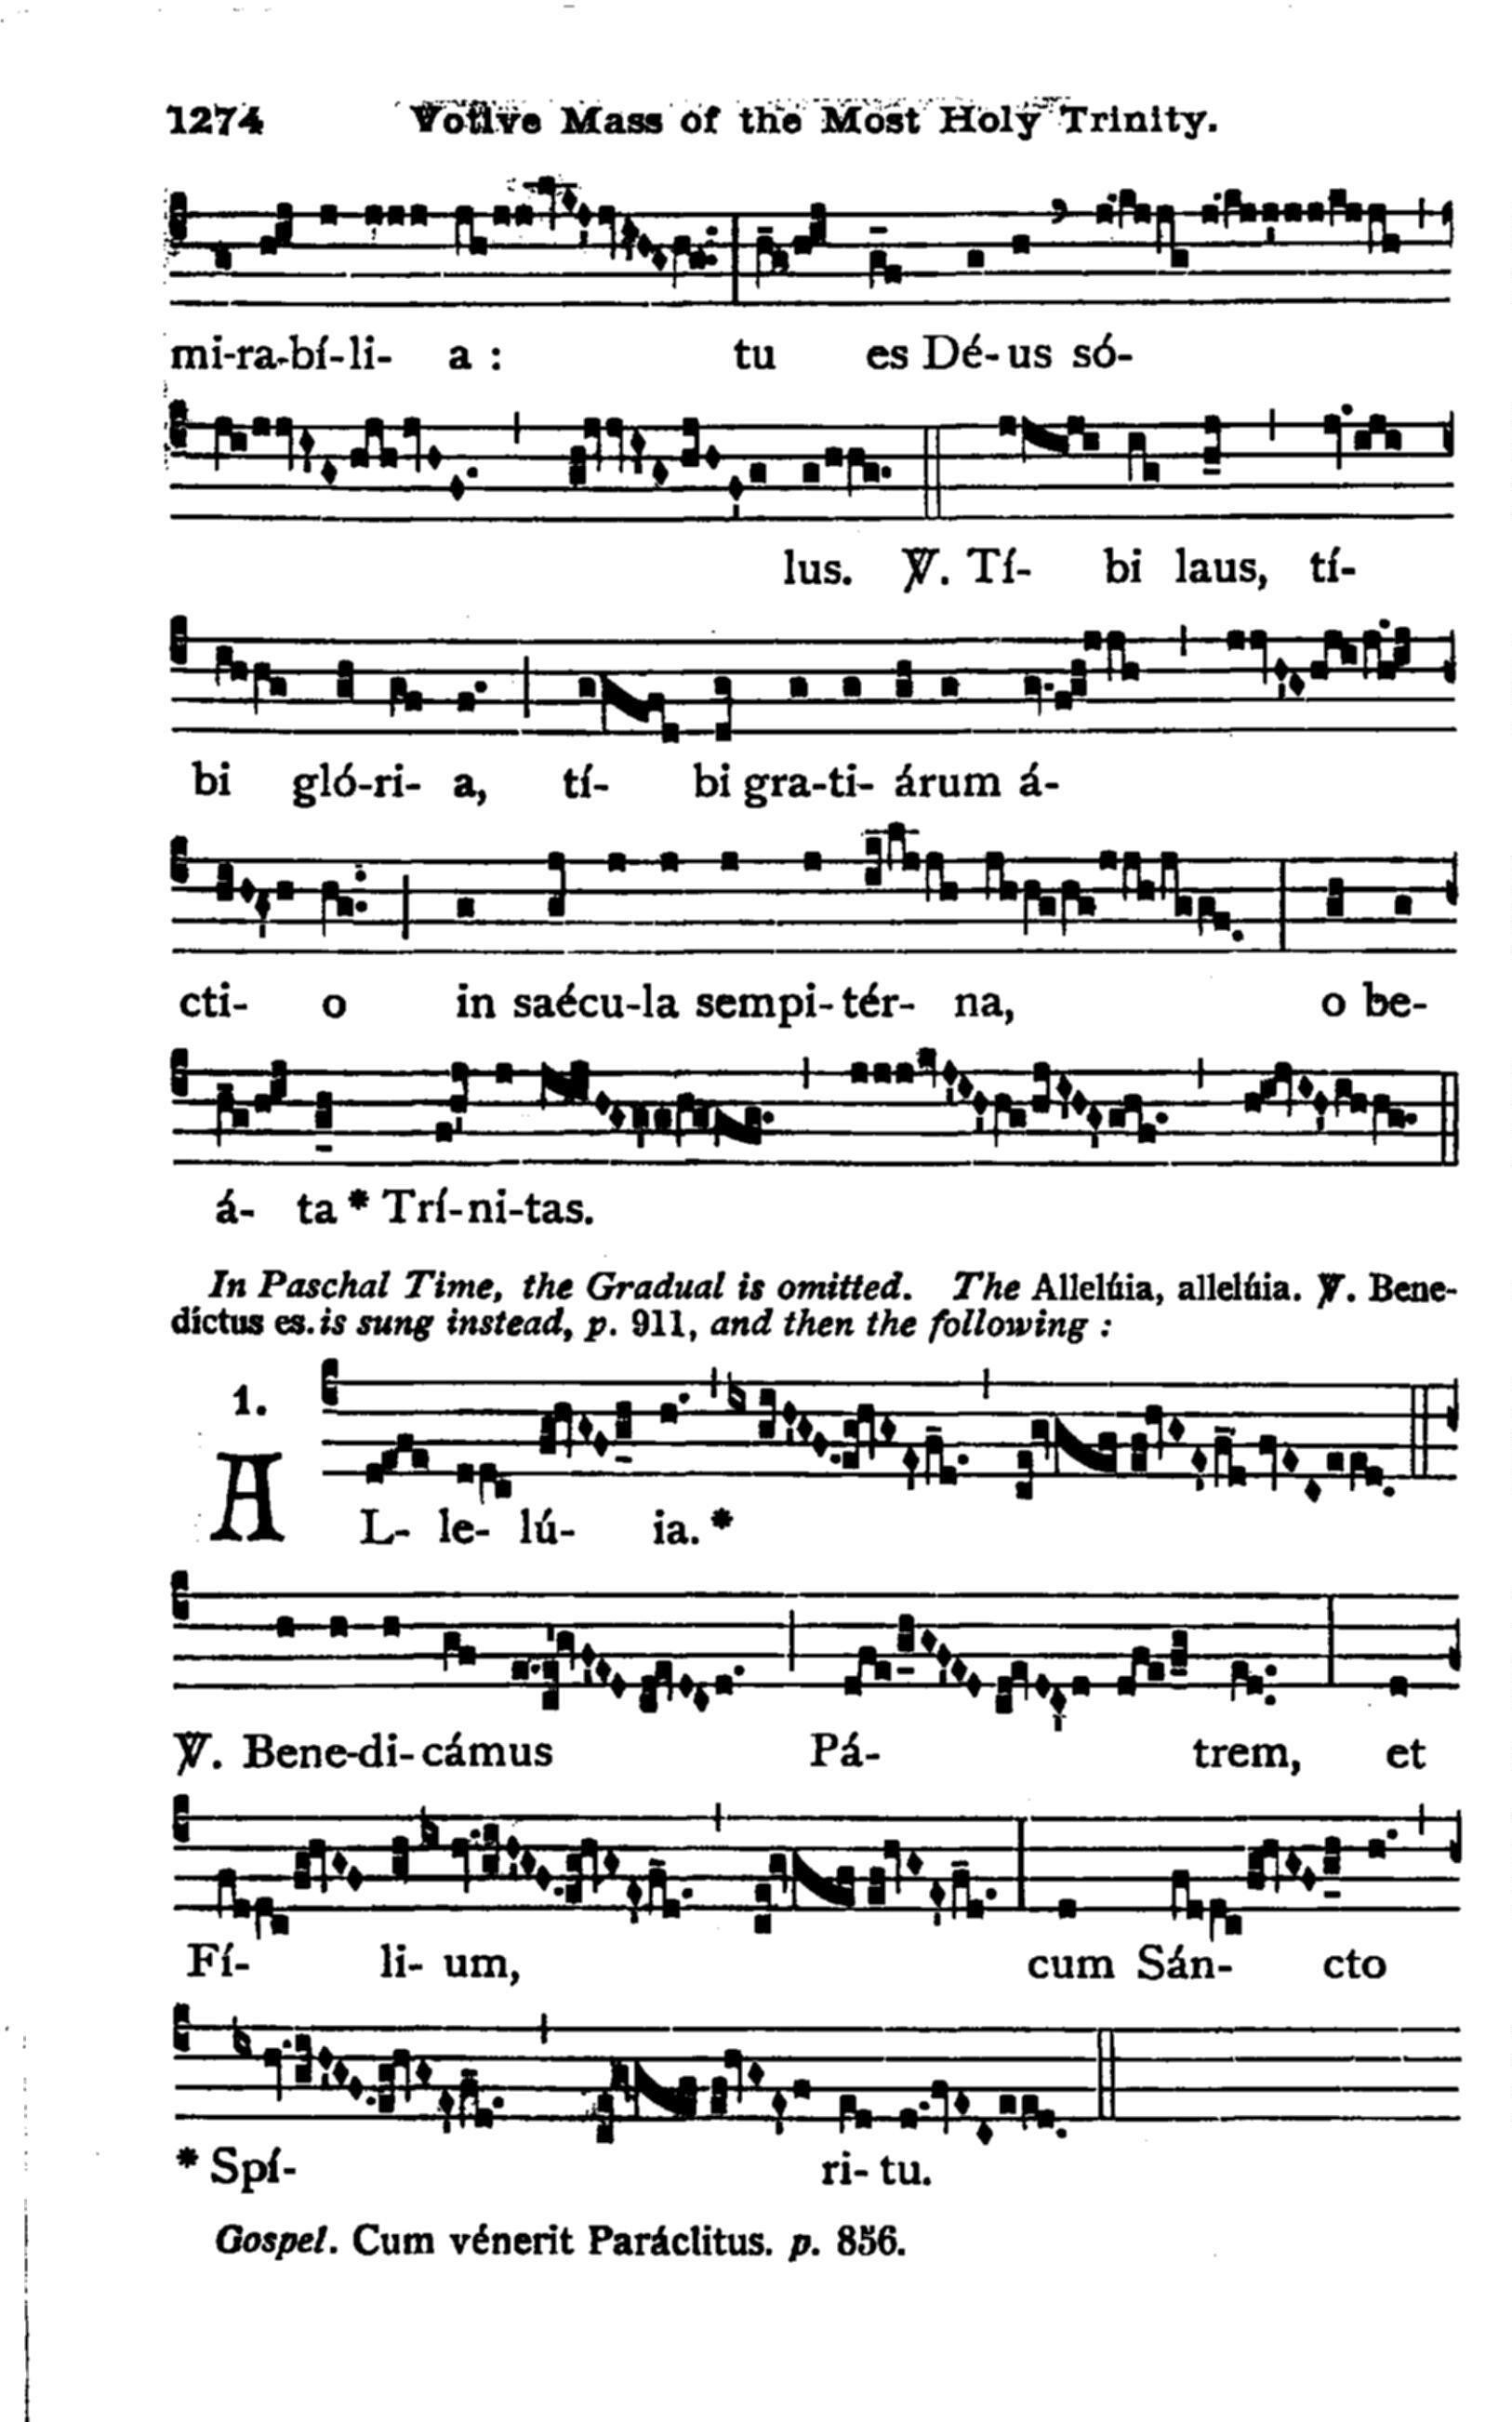 1274 Votive Mass of the Most Holy Trinity.
mi-ra-bí-li- a : tu es Dé-us só-
lus. ℣. Tí- bi laus, tí-
bi gló-ri- a, tí- bi gra-ti- árum á-
cti- o in saécu-la sempi-tér- na, o be-
á- ta * Trí-ni-tas.
In Paschal Time, the Gradual is omitted. The Allelúia, allelúia. ℣. Bene-
díctus es. is sung instead, p. 911, and then the following :
1.
AL- le- lú- ia. *
℣. Bene-di-cámus Pá- trem, et
Fí- li- um, cum Sán- cto
* Spí- ri- tu.
Gospel. Cum vénerit Paráclitus. p. 856.